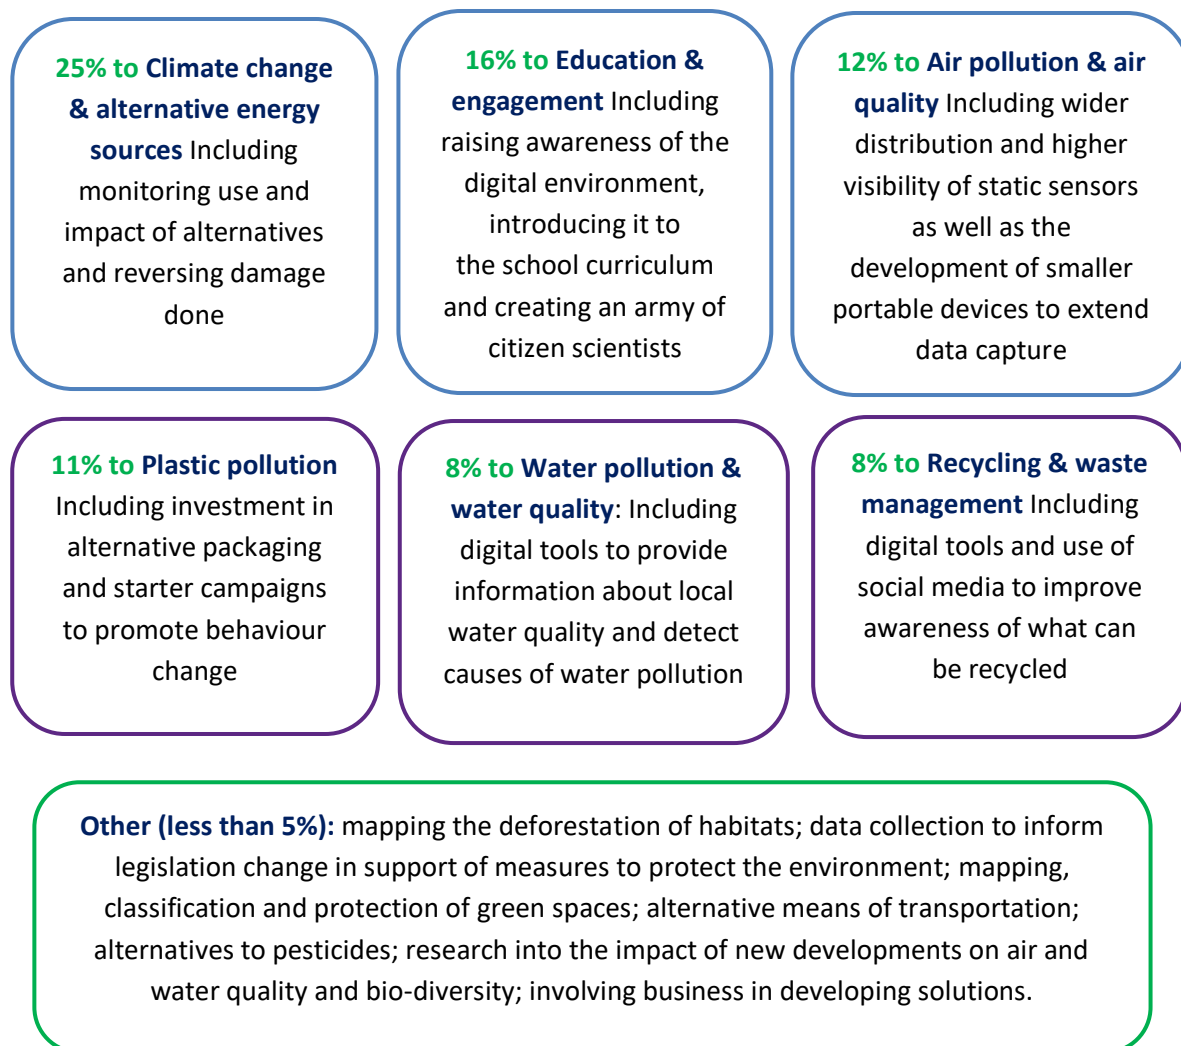 25% to Climate change
& alternative energy
sources Including
monitoring use and
impact of alternatives
and reversing damage
done
16% to Education &
engagement Including
raising awareness of the
digital environment,
introducing it to
the school curriculum
and creating an army of
citizen scientists
12% to Air pollution & air
quality Including wider
distribution and higher
visibility of static sensors
as well as the
development of smaller
portable devices to extend
data capture
11% to Plastic pollution
Including investment in
alternative packaging
and starter campaigns
to promote behaviour
change
8% to Water pollution &
water quality: Including
digital tools to provide
information about local
water quality and detect
causes of water pollution
8% to Recycling & waste
management Including
digital tools and use of
social media to improve
awareness of what can
be recycled
Other (less than 5%): mapping the deforestation of habitats; data collection to inform
legislation change in support of measures to protect the environment; mapping,
classification and protection of green spaces; alternative means of transportation;
alternatives to pesticides; research into the impact of new developments on air and
water quality and bio-diversity; involving business in developing solutions.